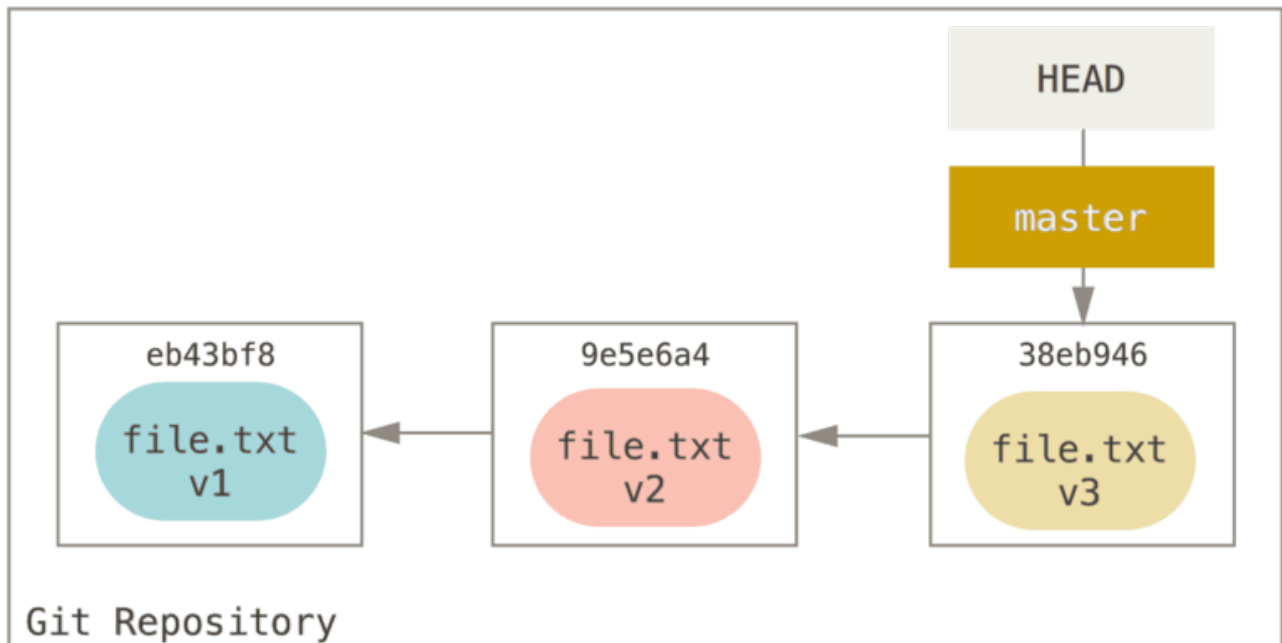 HEAD
master
eb43bf8
file.txt
v1
9e5e6a4
file.txt
v2
38eb946
file.txt
v3
Git Repository